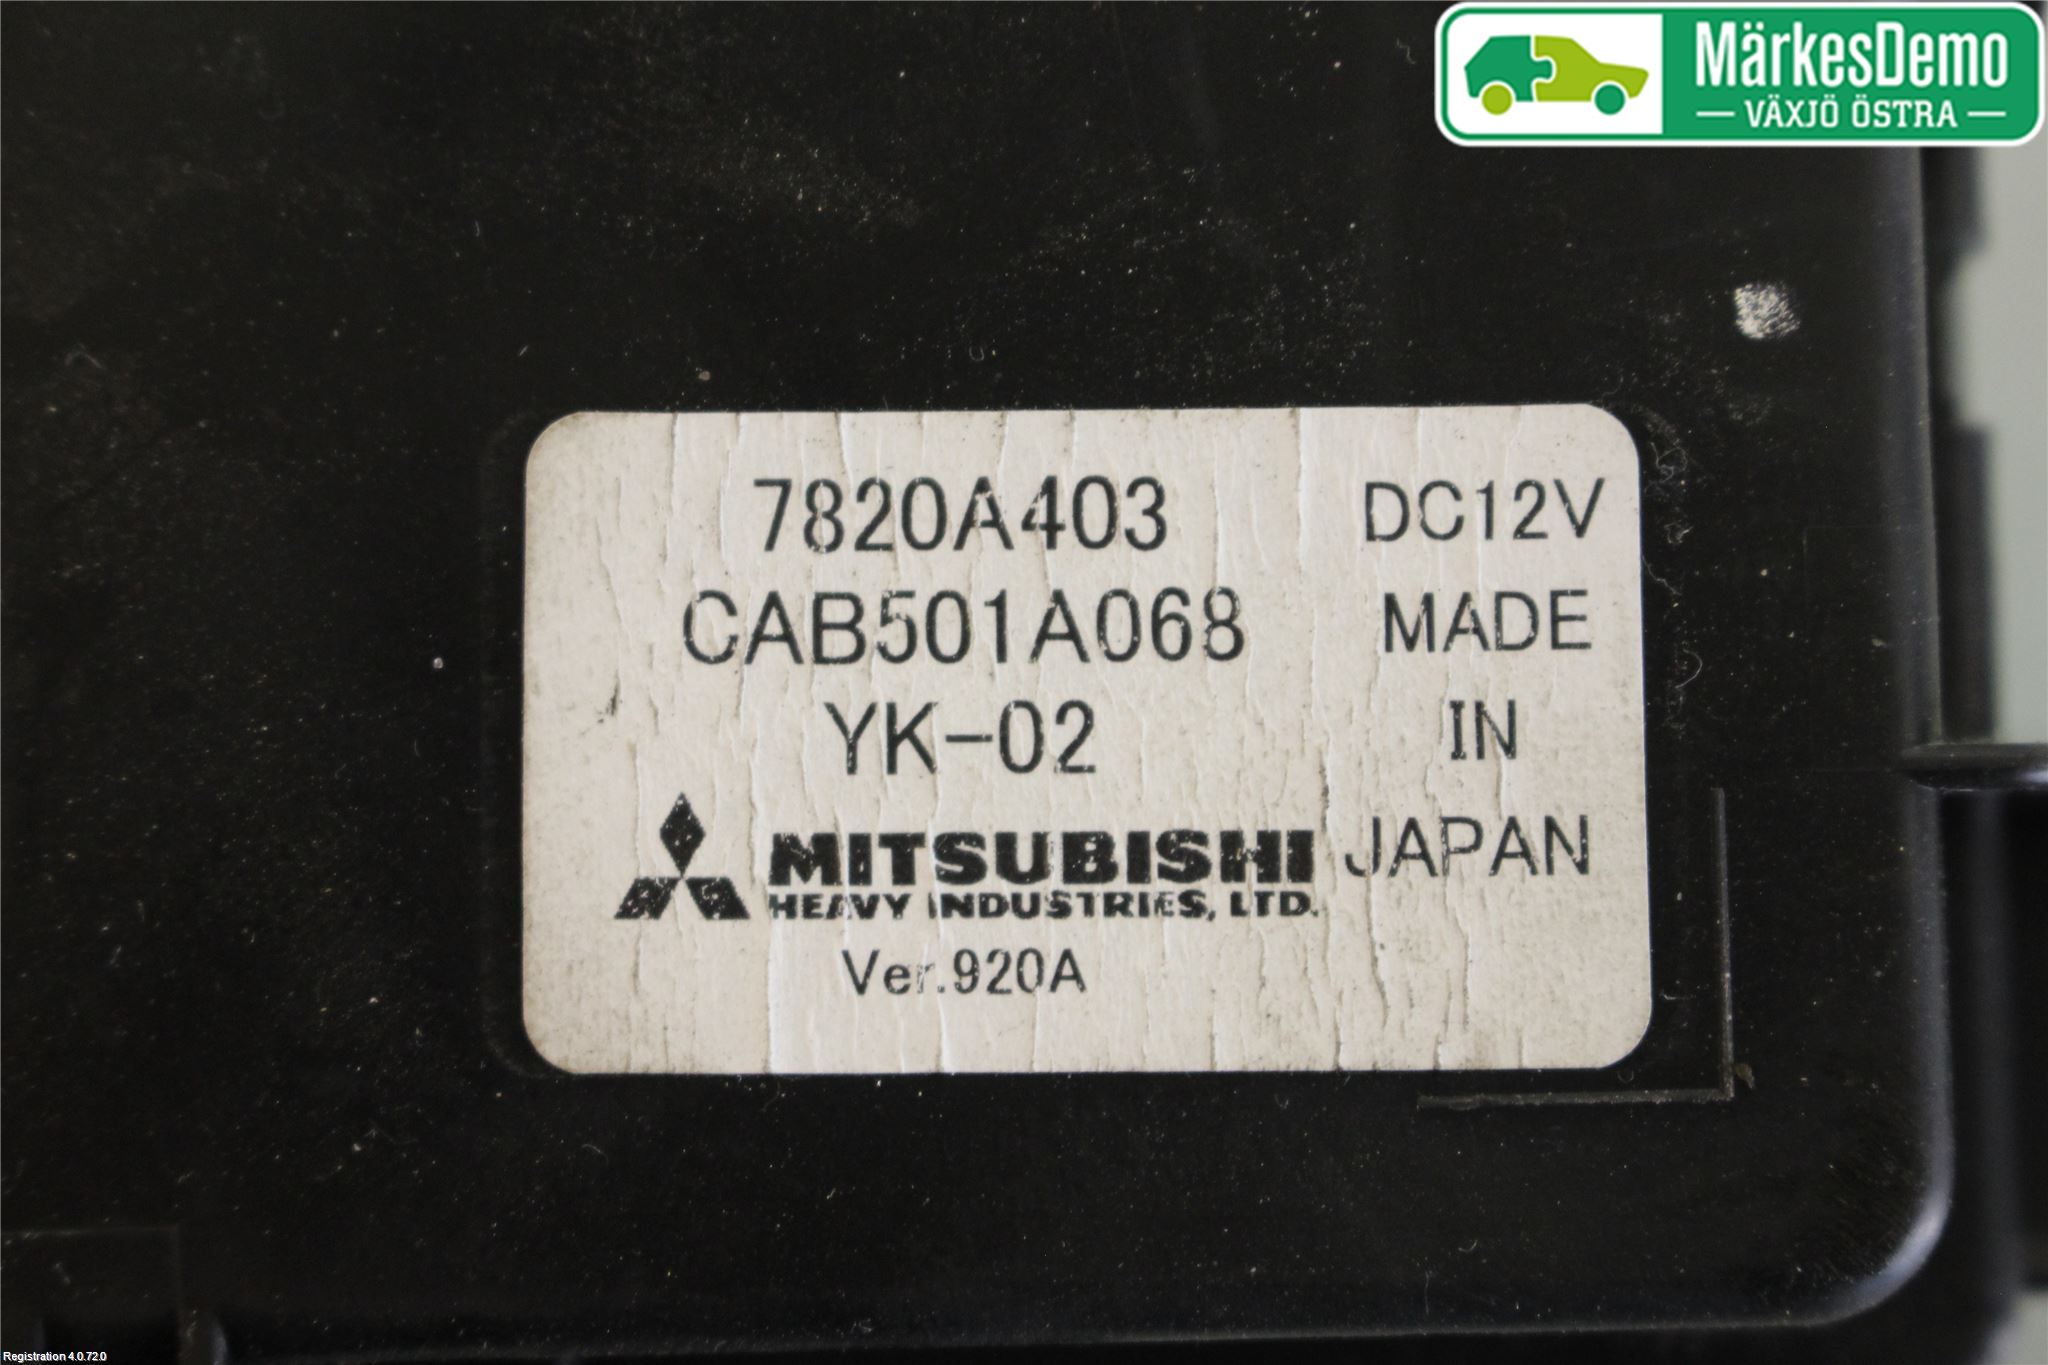 MärkesDemo
VÄXJÖ ÖSTRA
7820A403 DC12V
CAB501A068 MADE
YK-02 IN
MITSUBISHI JAPAN
HEAVY INDUSTRIES, LTD.
Ver.920A
Registration 4.0.72.0